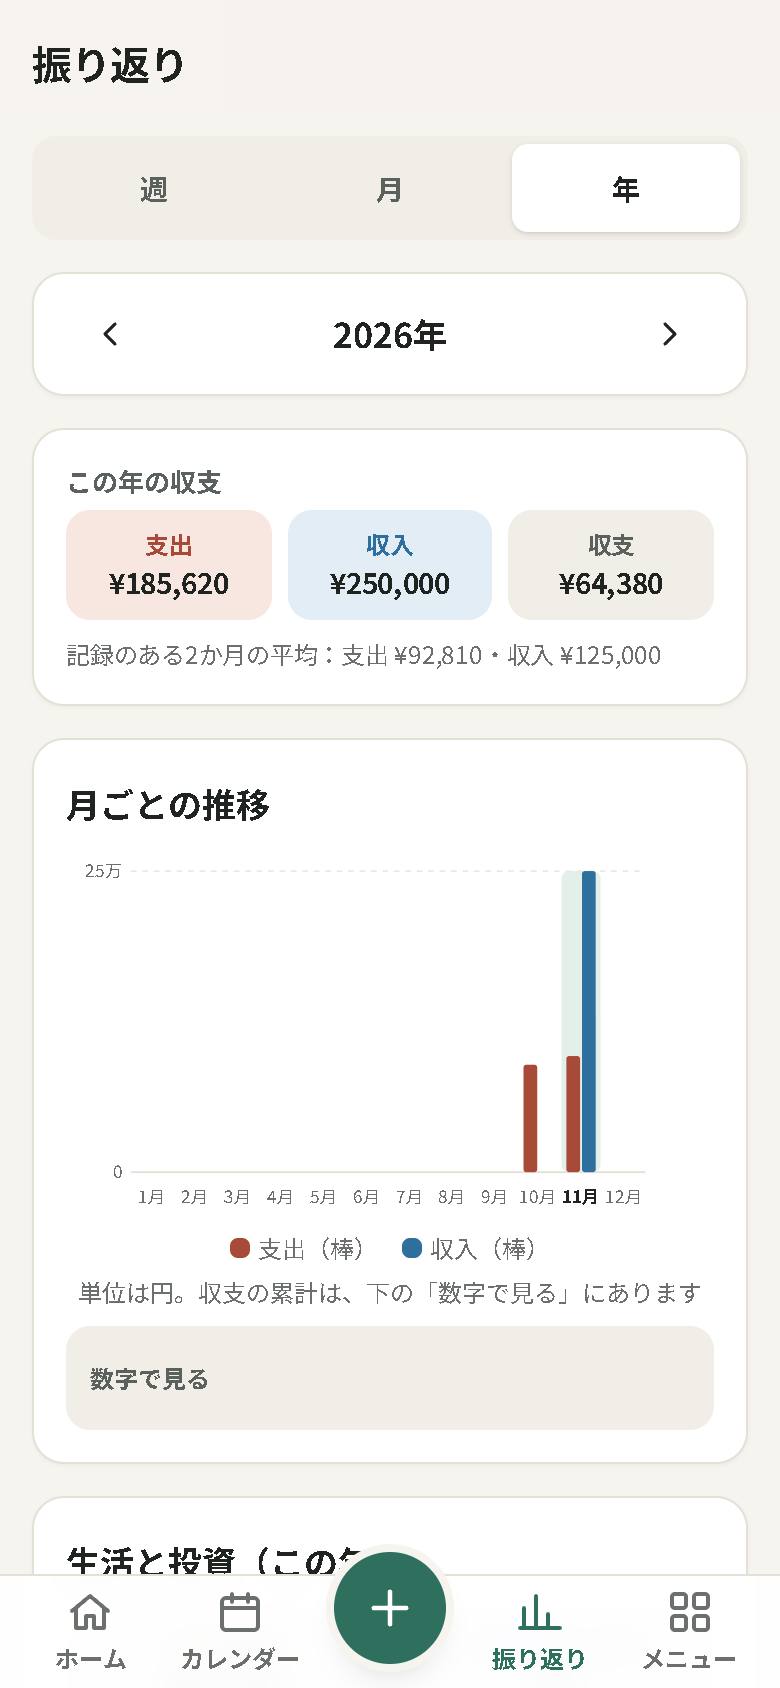 振り返り
週 月 年
2026年
この年の収支
支出 収入 収支
¥185,620 ¥250,000 ¥64,380
記録のある2か月の平均：支出 ¥92,810・収入 ¥125,000
月ごとの推移
25万
0
1月 2月 3月 4月 5月 6月 7月 8月 9月 10月 11月 12月
支出（棒） 収入（棒）
単位は円。収支の累計は、下の「数字で見る」にあります
数字で見る
生活と投資（この年
ホーム カレンダー 振り返り メニュー